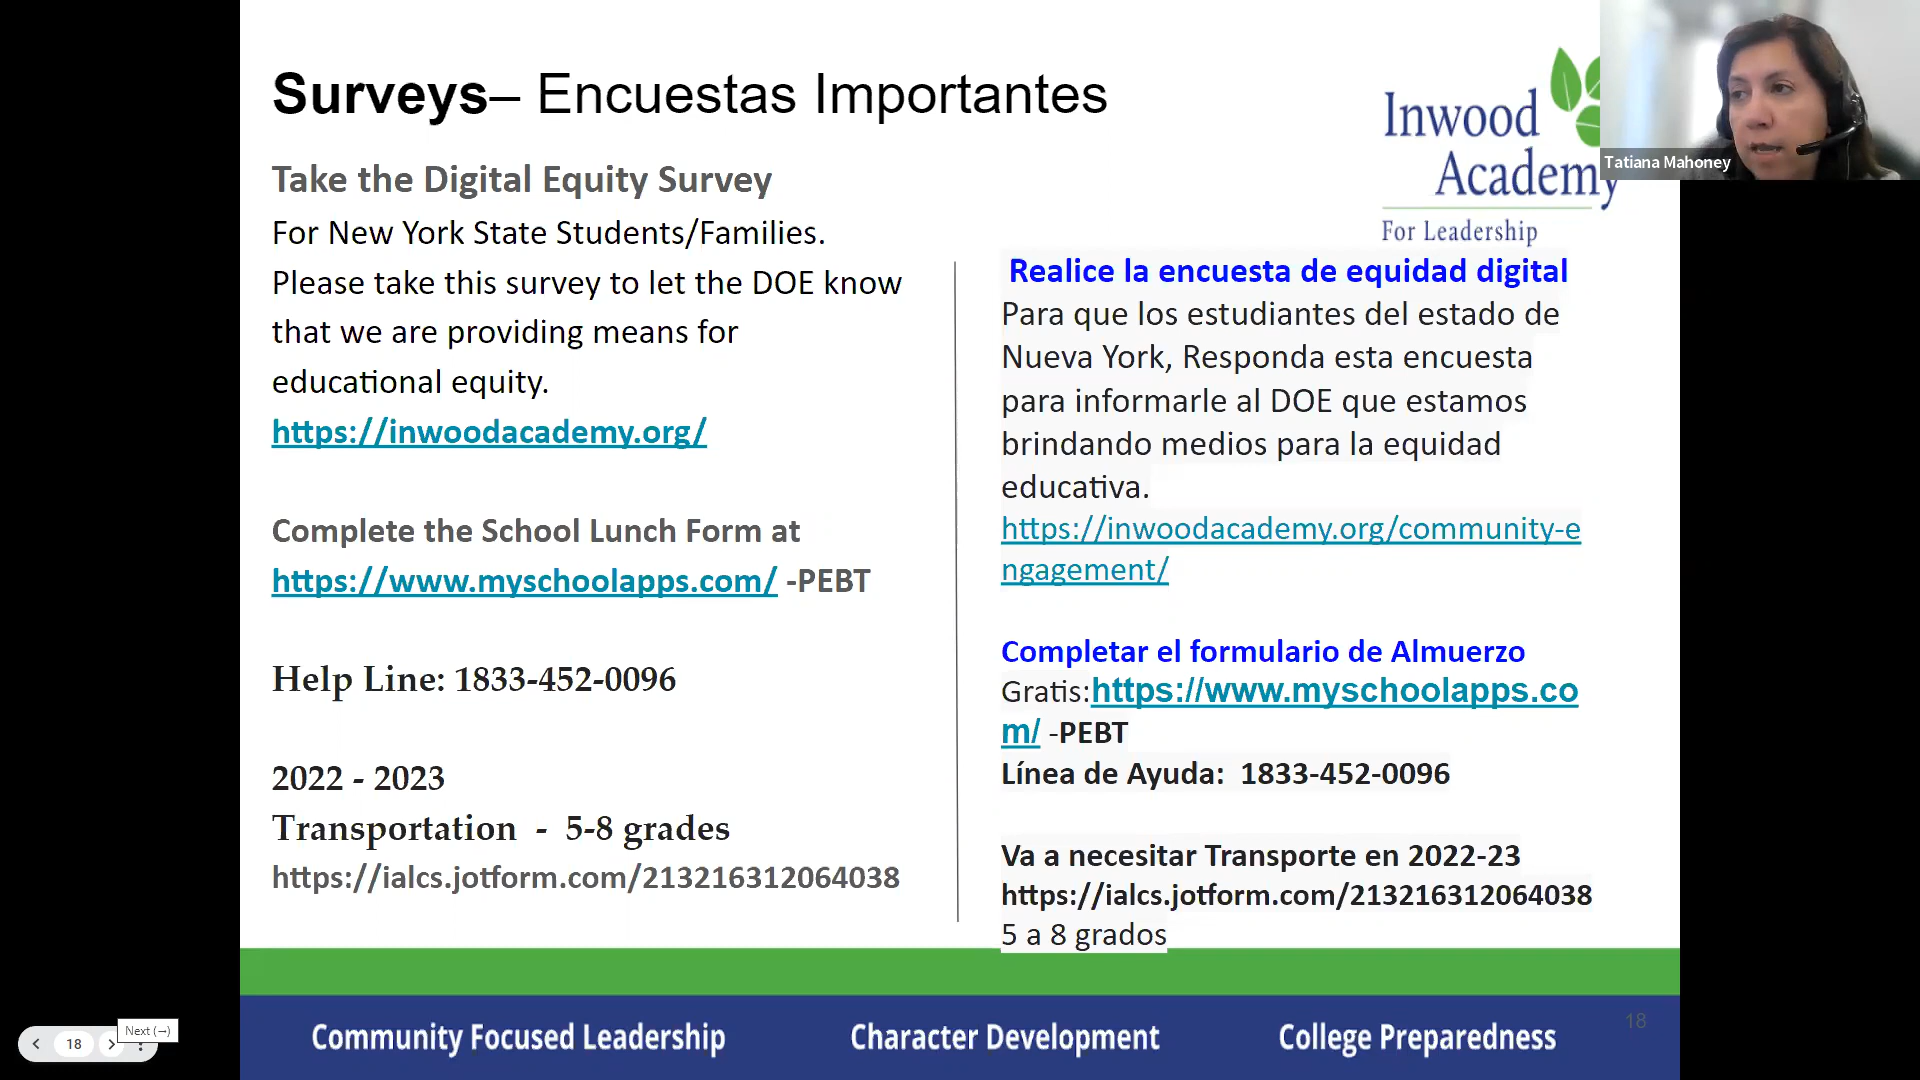 Surveys– Encuestas Importantes
Inwood
Academy
For Leadership
Tatiana Mahoney
Take the Digital Equity Survey
For New York State Students/Families.
Please take this survey to let the DOE know
that we are providing means for
educational equity.
https://inwoodacademy.org/
Complete the School Lunch Form at
https://www.myschoolapps.com/ -PEBT
Help Line: 1833-452-0096
2022 - 2023
Transportation - 5-8 grades
https://ialcs.jotform.com/213216312064038
Realice la encuesta de equidad digital
Para que los estudiantes del estado de
Nueva York, Responda esta encuesta
para informarle al DOE que estamos
brindando medios para la equidad
educativa.
https://inwoodacademy.org/community-e
ngagement/
Completar el formulario de Almuerzo
Gratis:https://www.myschoolapps.co
m/ -PEBT
Línea de Ayuda: 1833-452-0096
Va a necesitar Transporte en 2022-23
https://ialcs.jotform.com/213216312064038
5 a 8 grados
Community Focused Leadership
Character Development
College Preparedness
18
Next (→)
18